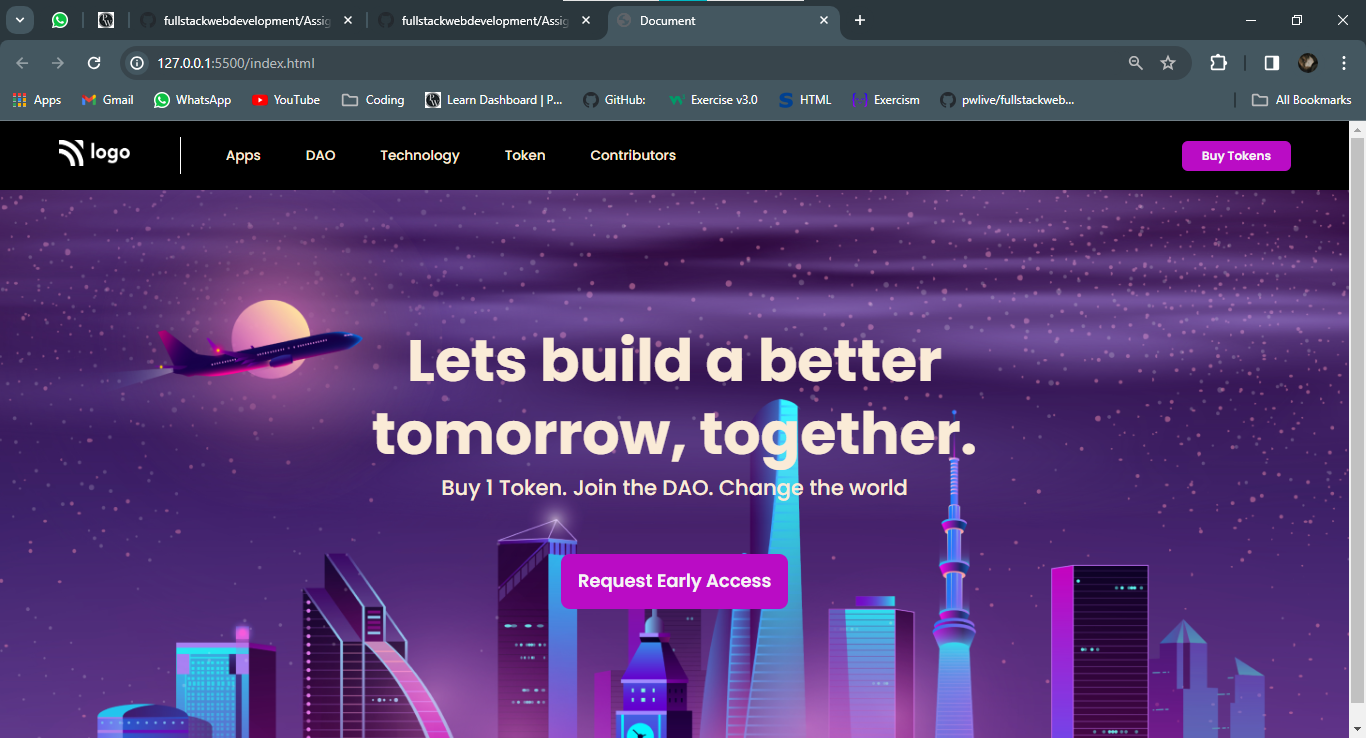 fullstackwebdevelopment/Assig
fullstackwebdevelopment/Assig
Document
127.0.0.1:5500/index.html
Apps
Gmail
WhatsApp
YouTube
Coding
Learn Dashboard | P...
GitHub:
Exercise v3.0
HTML
Exercism
pwlive/fullstackweb...
All Bookmarks
logo
Apps
DAO
Technology
Token
Contributors
Buy Tokens
Lets build a better
tomorrow, together.
Buy 1 Token. Join the DAO. Change the world
Request Early Access